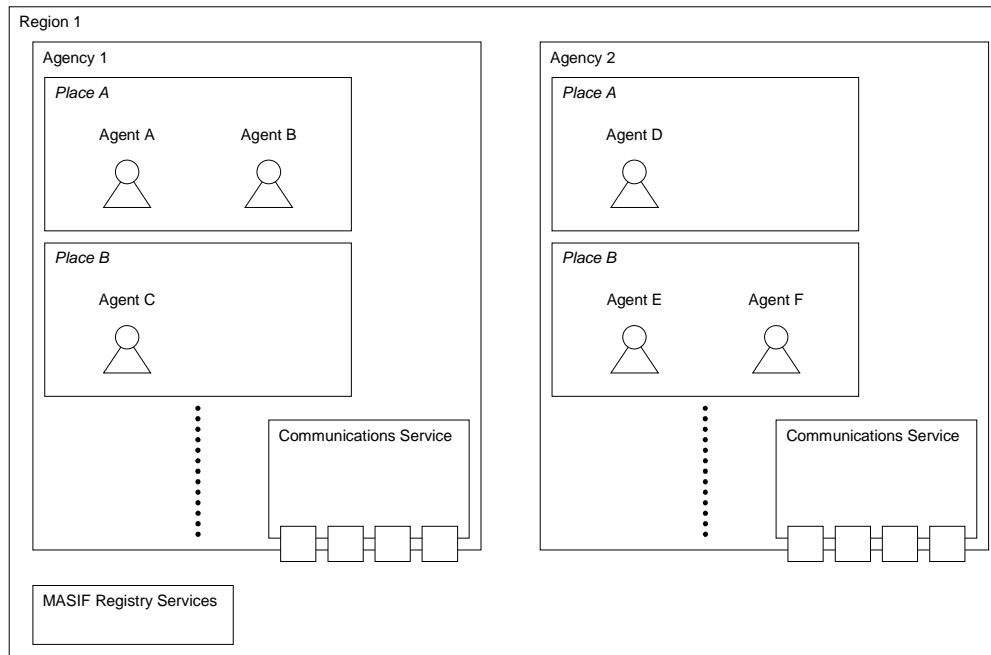 Region 1
Agency 1
Place A
Agent A
Agent B
Place B
Agent C
Communications Service
Agency 2
Place A
Agent D
Place B
Agent E
Agent F
Communications Service
MASIF Registry Services